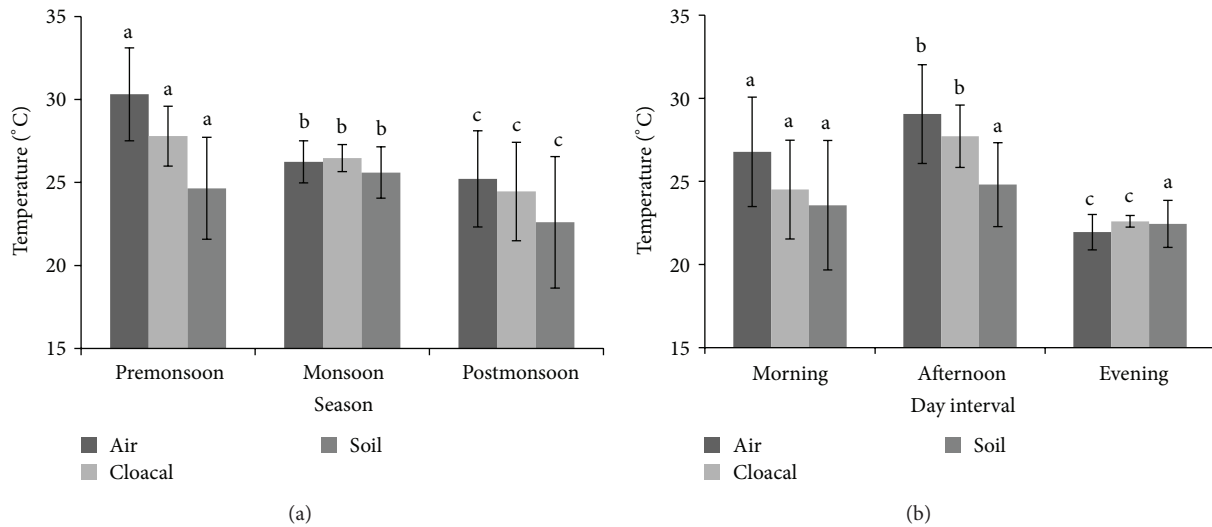 35
30
25
20
15
Temperature (°C)
a
a
a
b
b
b
c
c
c
Premonsoon
Monsoon
Postmonsoon
Season
Air
Cloacal
Soil
(a)
35
30
25
20
15
Temperature (°C)
a
a
a
b
b
a
c
c
a
Morning
Afternoon
Evening
Day interval
Air
Cloacal
Soil
(b)